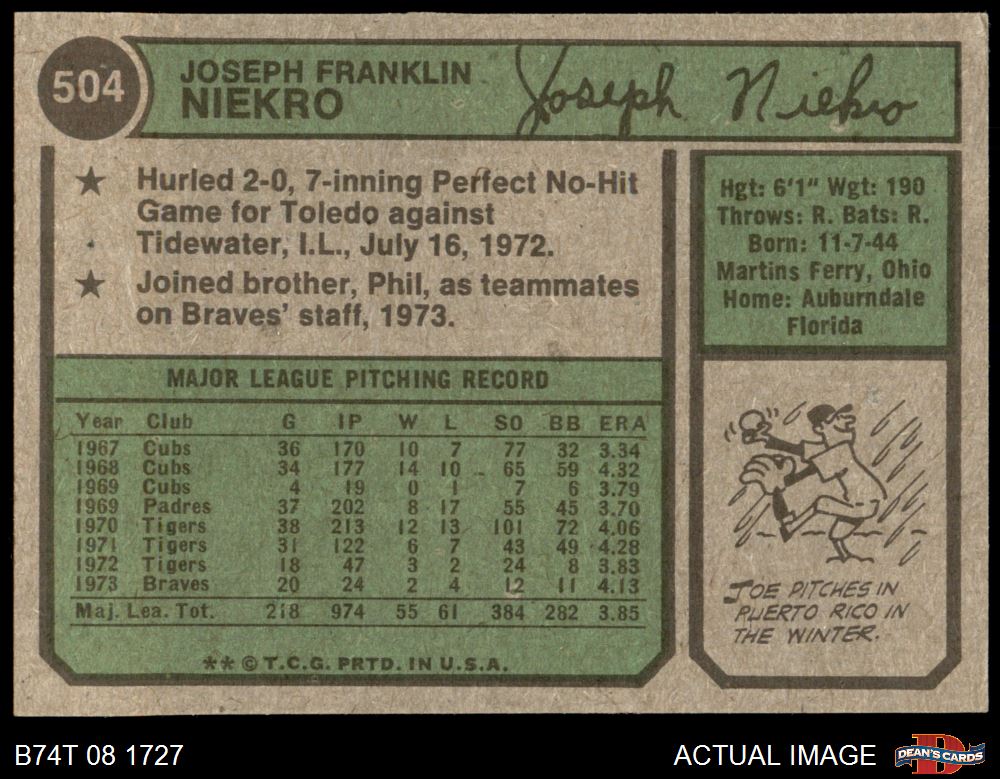 504
JOSEPH FRANKLIN
NIEKRO
Joseph Niekro
★ Hurled 2-0, 7-inning Perfect No-Hit
Game for Toledo against
Tidewater, I.L., July 16, 1972.
★ Joined brother, Phil, as teammates
on Braves' staff, 1973.
Hgt: 6'1" Wgt: 190
Throws: R. Bats: R.
Born: 11-7-44
Martins Ferry, Ohio
Home: Auburndale
Florida
MAJOR LEAGUE PITCHING RECORD
Year Club G IP W L SO BB ERA
1967 Cubs 36 170 10 7 77 32 3.34
1968 Cubs 34 177 14 10 65 59 4.32
1969 Cubs 4 19 0 1 7 6 3.79
1969 Padres 37 202 8 17 55 45 3.70
1970 Tigers 38 213 12 13 101 72 4.06
1971 Tigers 31 122 6 7 43 49 4.28
1972 Tigers 18 47 3 2 24 8 3.83
1973 Braves 20 24 2 4 12 11 4.13
Maj. Lea. Tot. 218 974 55 61 384 282 3.85
** © T.C.G. PRTD. IN U.S.A.
JOE PITCHES IN
PUERTO RICO IN
THE WINTER.
B74T 08 1727
ACTUAL IMAGE
D
DEAN'S CARDS